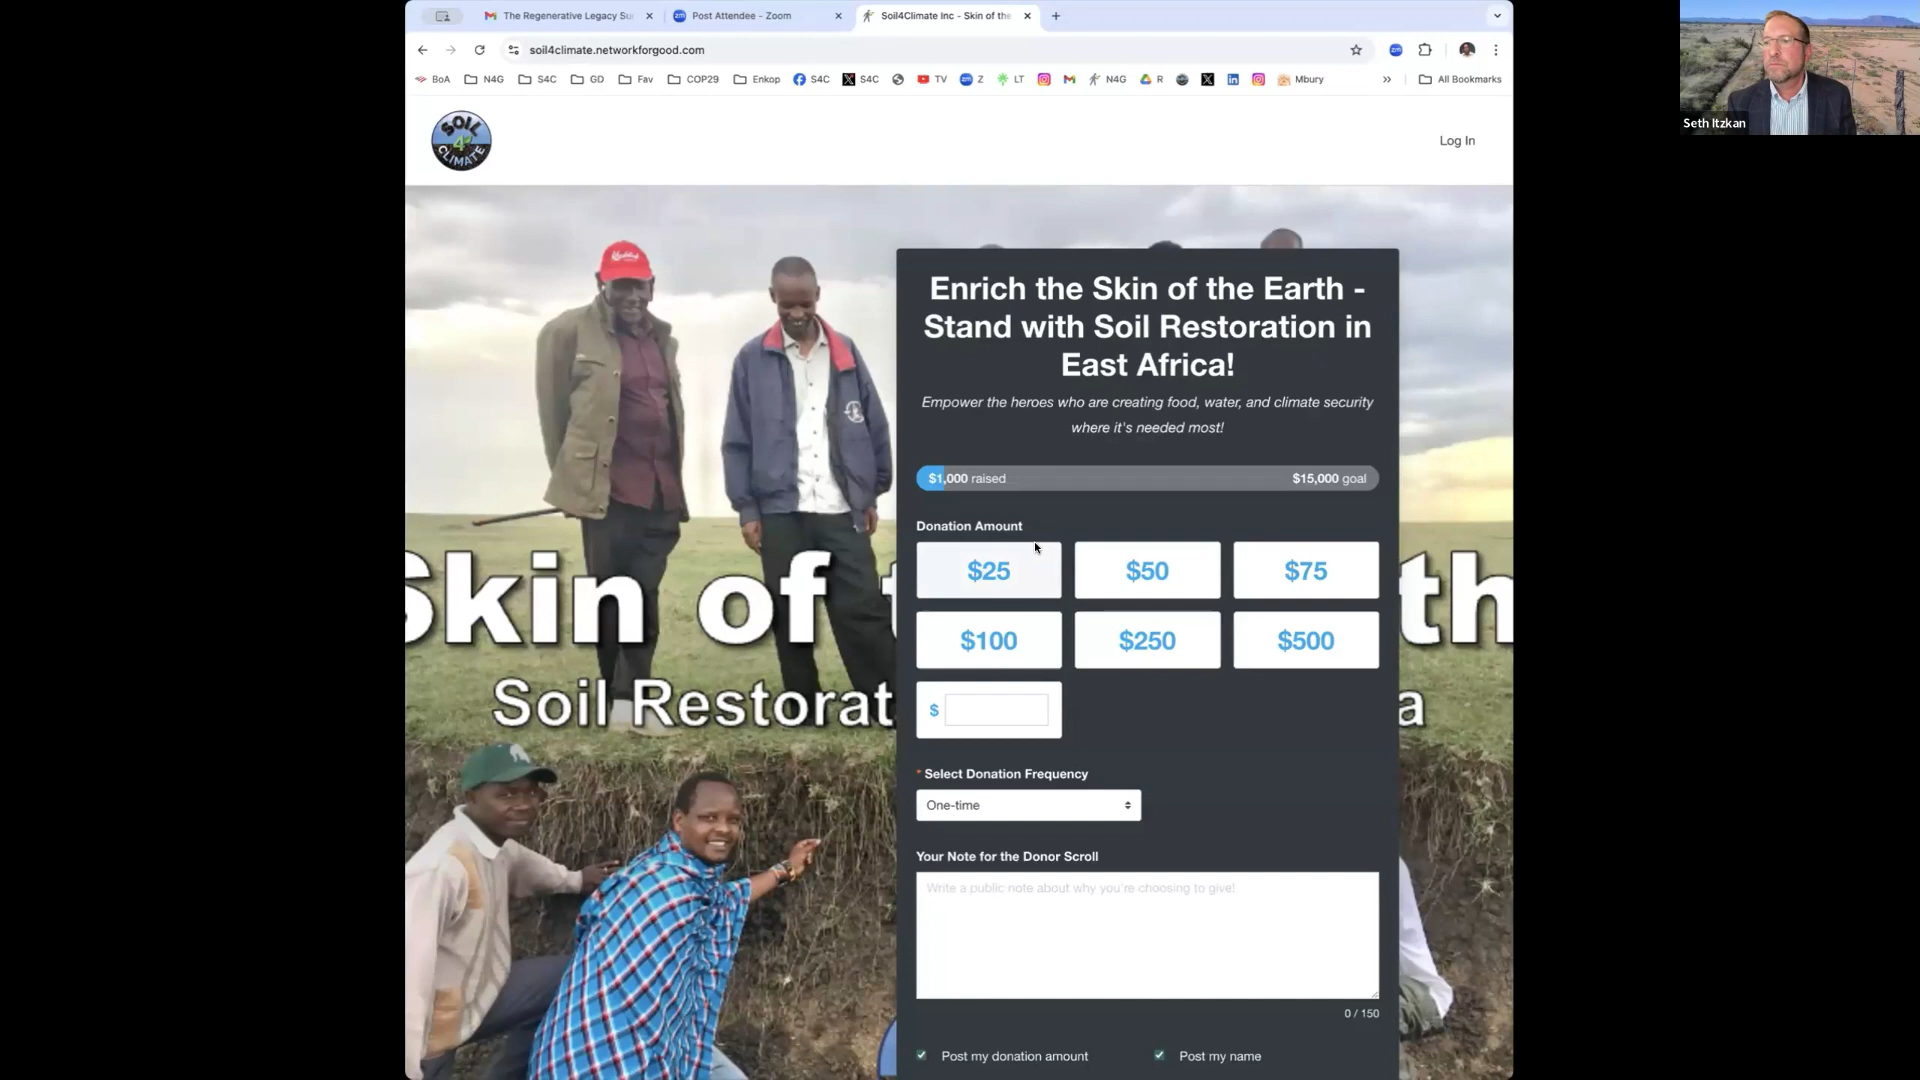 The Regenerative Legacy Su
Post Attendee - Zoom
Soil4Climate Inc - Skin of the
soil4climate.networkforgood.com
BoA
N4G
S4C
GD
Fav
COP29
Enkop
S4C
S4C
TV
Z
LT
N4G
R
Mbury
All Bookmarks
SOIL
4
CLIMATE
Log In
Seth Itzkan
Enrich the Skin of the Earth -
Stand with Soil Restoration in
East Africa!
Empower the heroes who are creating food, water, and climate security
where it's needed most!
$1,000 raised
$15,000 goal
Donation Amount
$25
$50
$75
$100
$250
$500
$
Skin of t
th
Soil Restorat
a
* Select Donation Frequency
One-time
Your Note for the Donor Scroll
Write a public note about why you're choosing to give!
0 / 150
Post my donation amount
Post my name